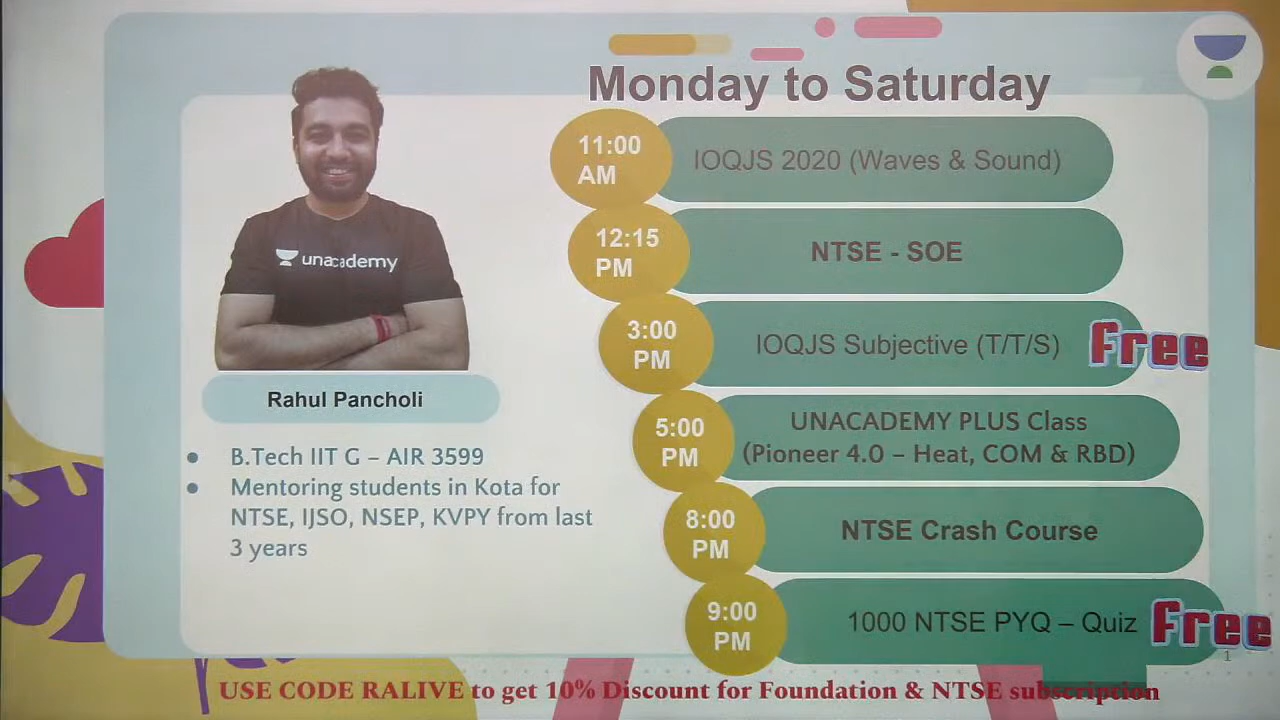 Monday to Saturday
11:00
AM
IOQJS 2020 (Waves & Sound)
12:15
PM
NTSE - SOE
3:00
PM
IOQJS Subjective (T/T/S)
Free
5:00
PM
UNACADEMY PLUS Class
(Pioneer 4.0 – Heat, COM & RBD)
8:00
PM
NTSE Crash Course
9:00
PM
1000 NTSE PYQ – Quiz
Free
1
unacademy
Rahul Pancholi
• B.Tech IIT G – AIR 3599
• Mentoring students in Kota for
NTSE, IJSO, NSEP, KVPY from last
3 years
USE CODE RALIVE to get 10% Discount for Foundation & NTSE subscription